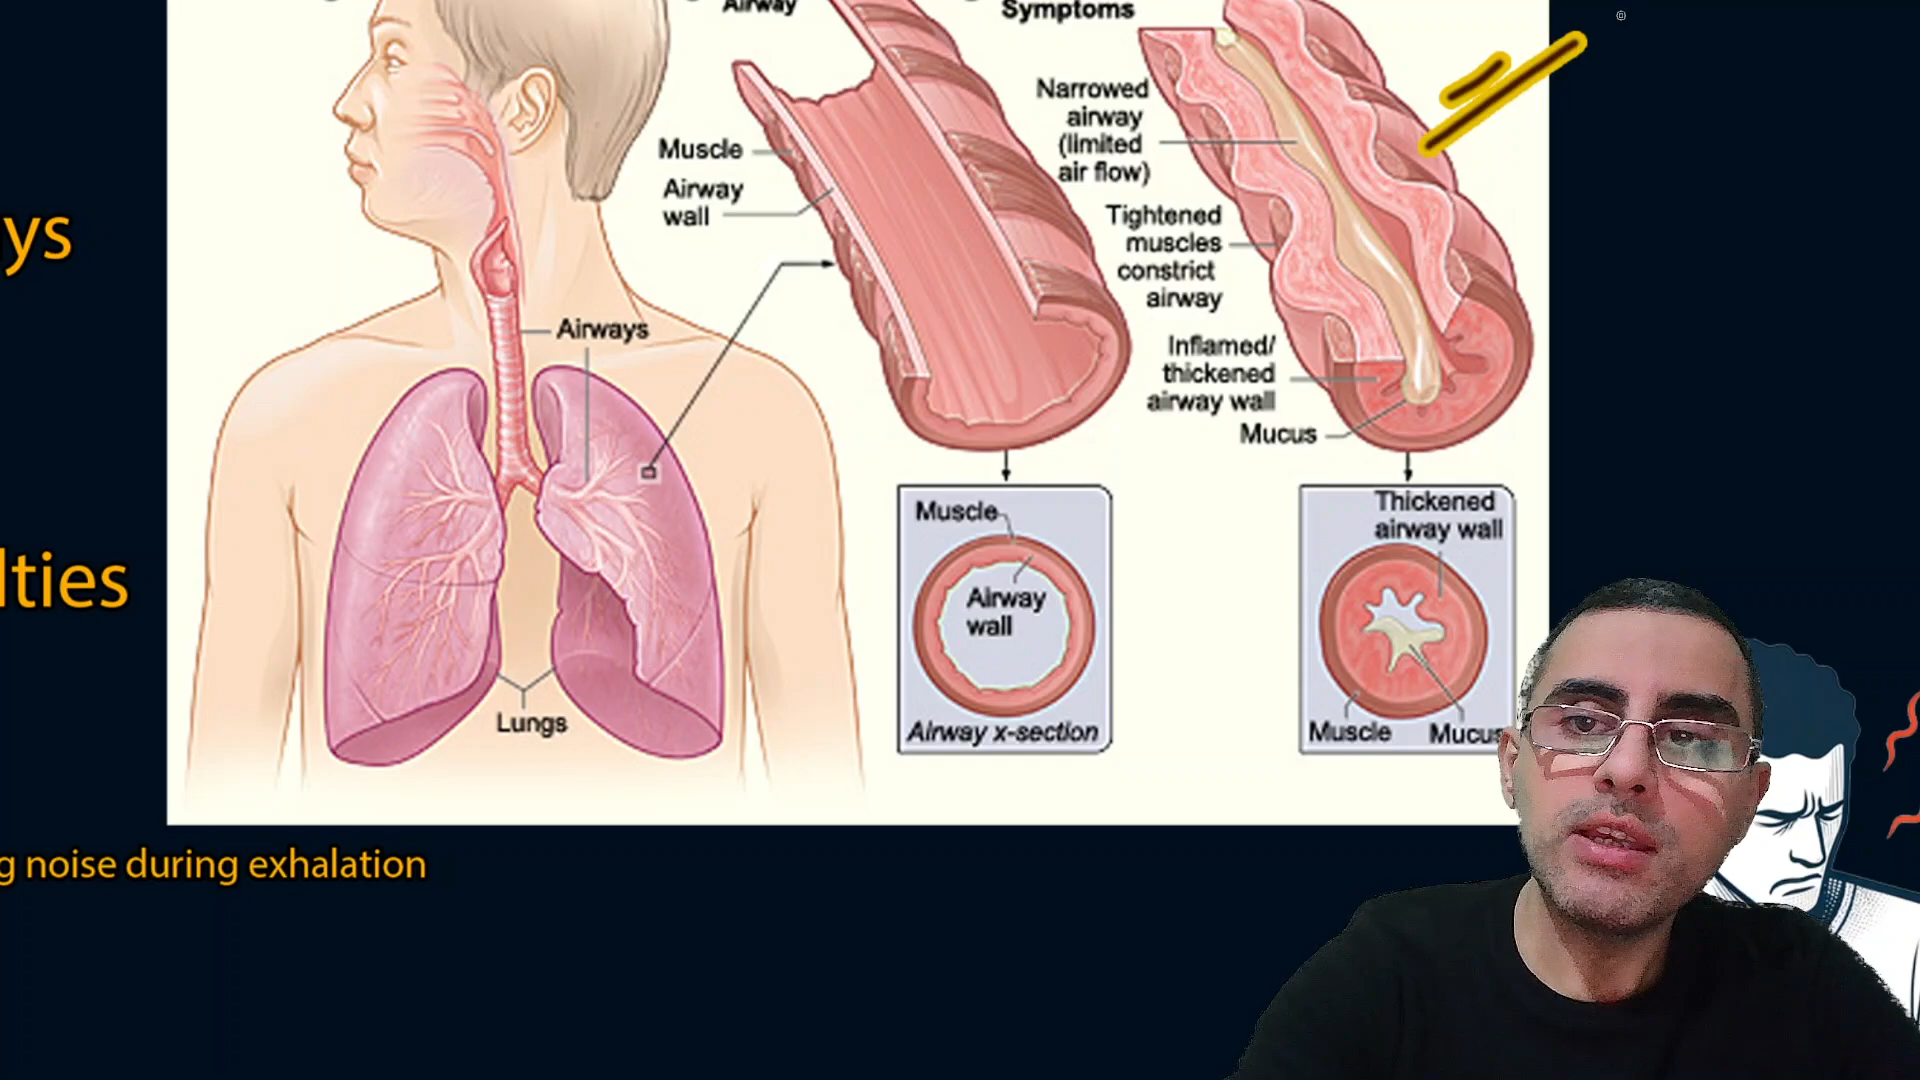 Airway
Symptoms
Narrowed
airway
(limited
air flow)
Muscle
Airway
wall
Tightened
muscles
constrict
airway
ys
Airways
Inflamed/
thickened
airway wall
Mucus
Thickened
airway wall
Muscle
Airway
wall
lties
Lungs
Airway x-section
Muscle
Mucus
g noise during exhalation